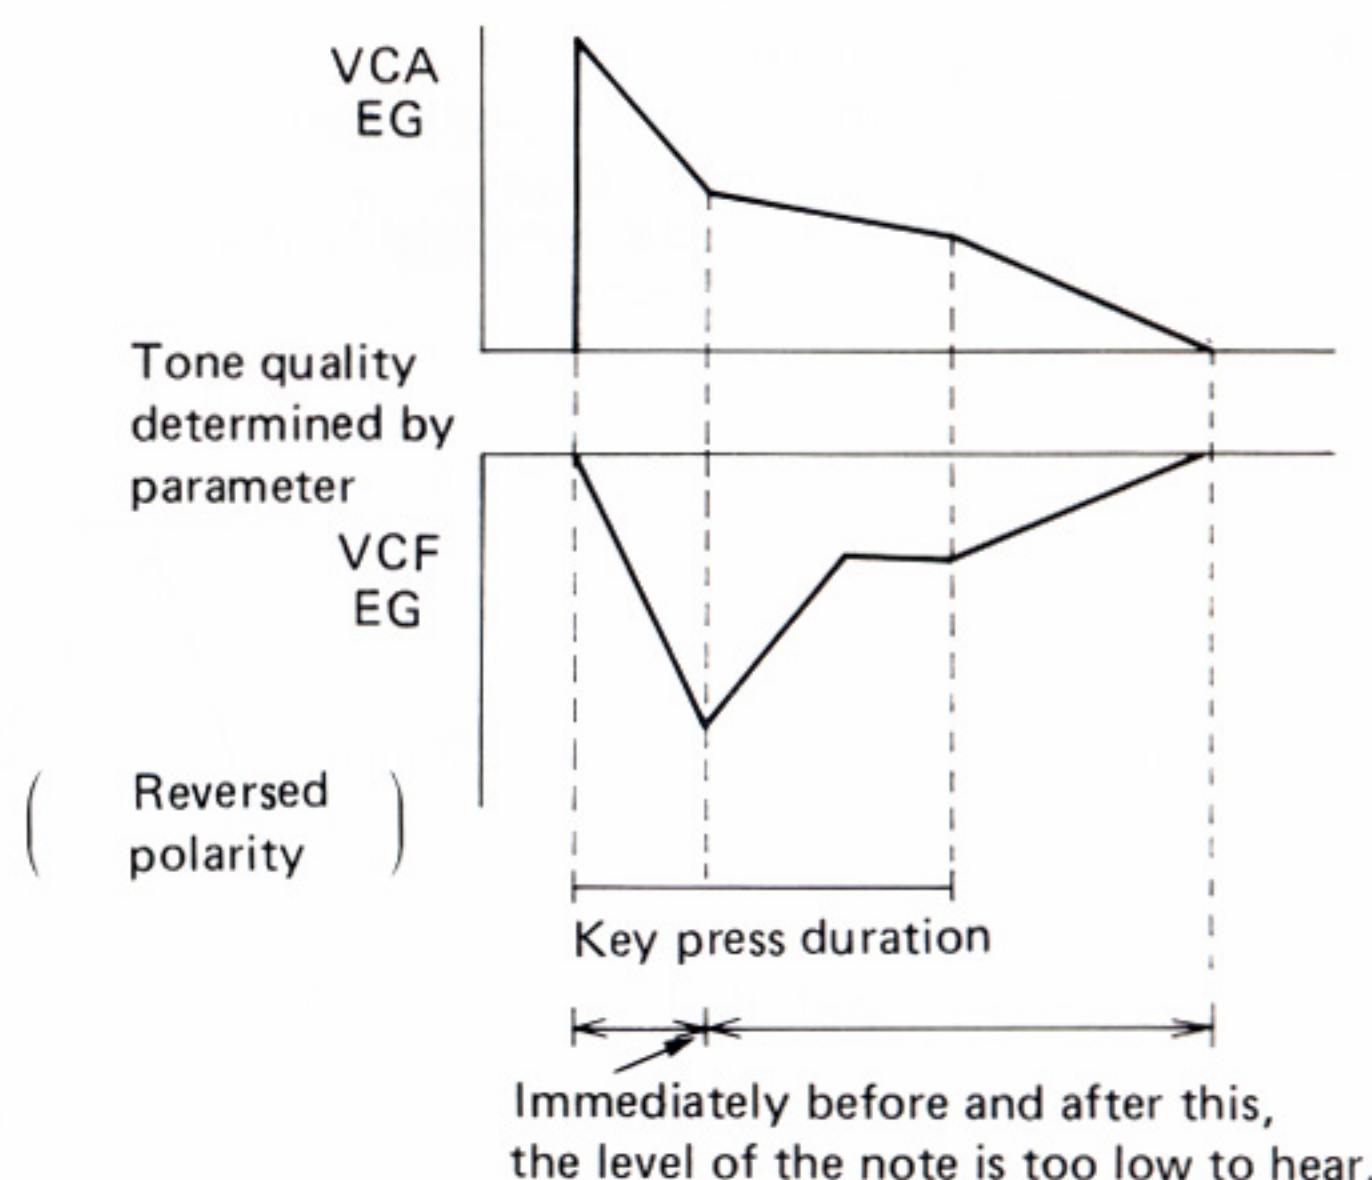 VCA
EG
Tone quality
determined by
parameter
VCF
EG
( Reversed
polarity )
Key press duration
Immediately before and after this,
the level of the note is too low to hear.